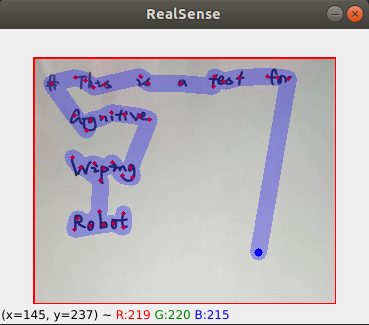 RealSense
# This is a test for
Cognitive
Wiping
Robot
(x=145, y=237) ~ R:219 G:220 B:215